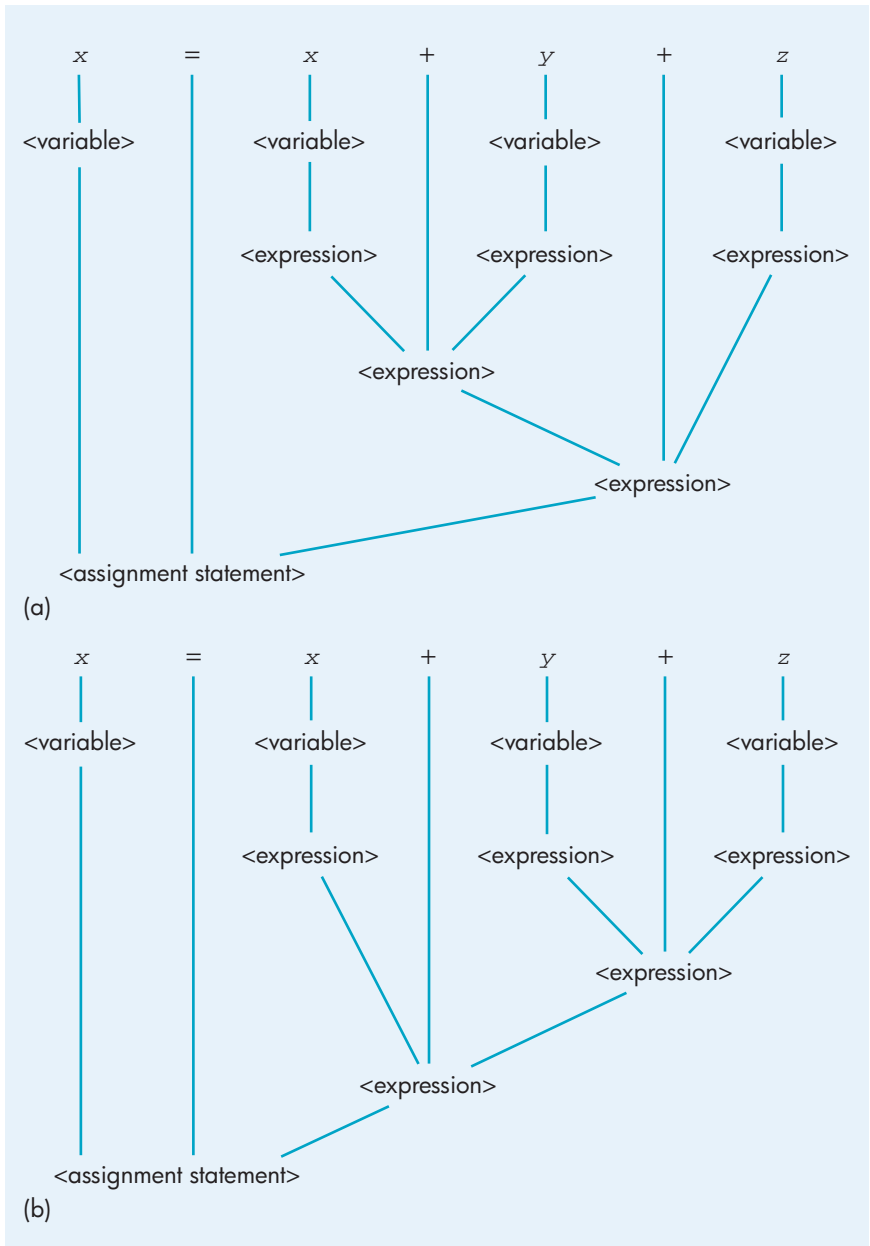 x = x + y + z
<variable> <variable> <variable> <variable>
<expression> <expression> <expression>
<expression>
<expression>
<assignment statement>
(a)
x = x + y + z
<variable> <variable> <variable> <variable>
<expression> <expression> <expression>
<expression>
<expression>
<assignment statement>
(b)